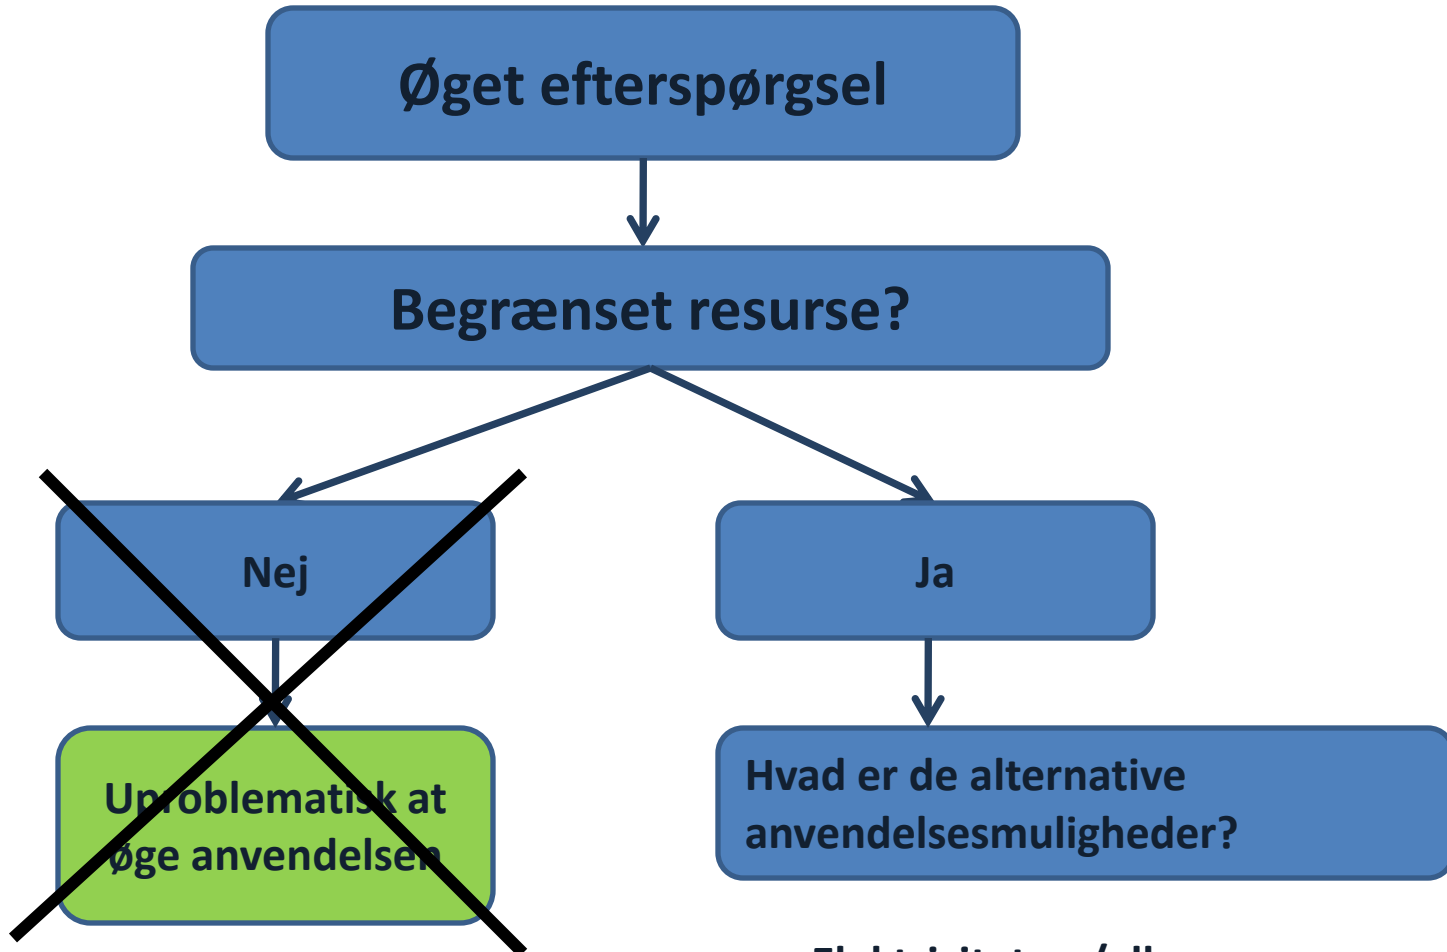 Øget efterspørgsel
Begrænset resurse?
Nej
Ja
Uproblematisk at
øge anvendelsen
Hvad er de alternative
anvendelsesmuligheder?